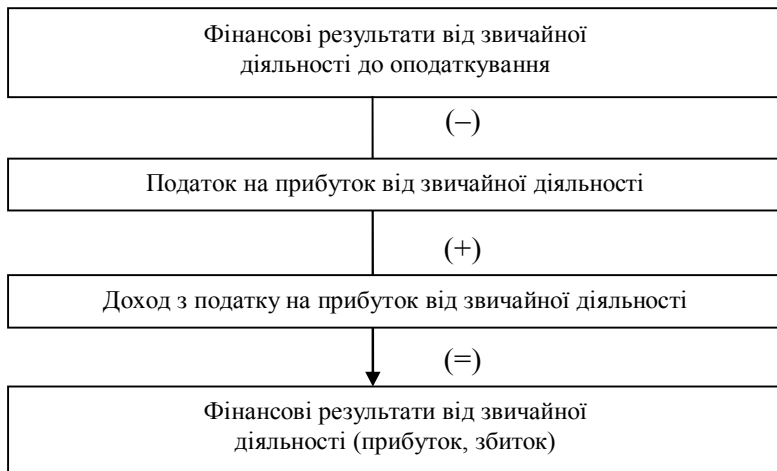 Фінансові результати від звичайної
діяльності до оподаткування
(–)
Податок на прибуток від звичайної діяльності
(+)
Доход з податку на прибуток від звичайної діяльності
(=)
Фінансові результати від звичайної
діяльності (прибуток, збиток)